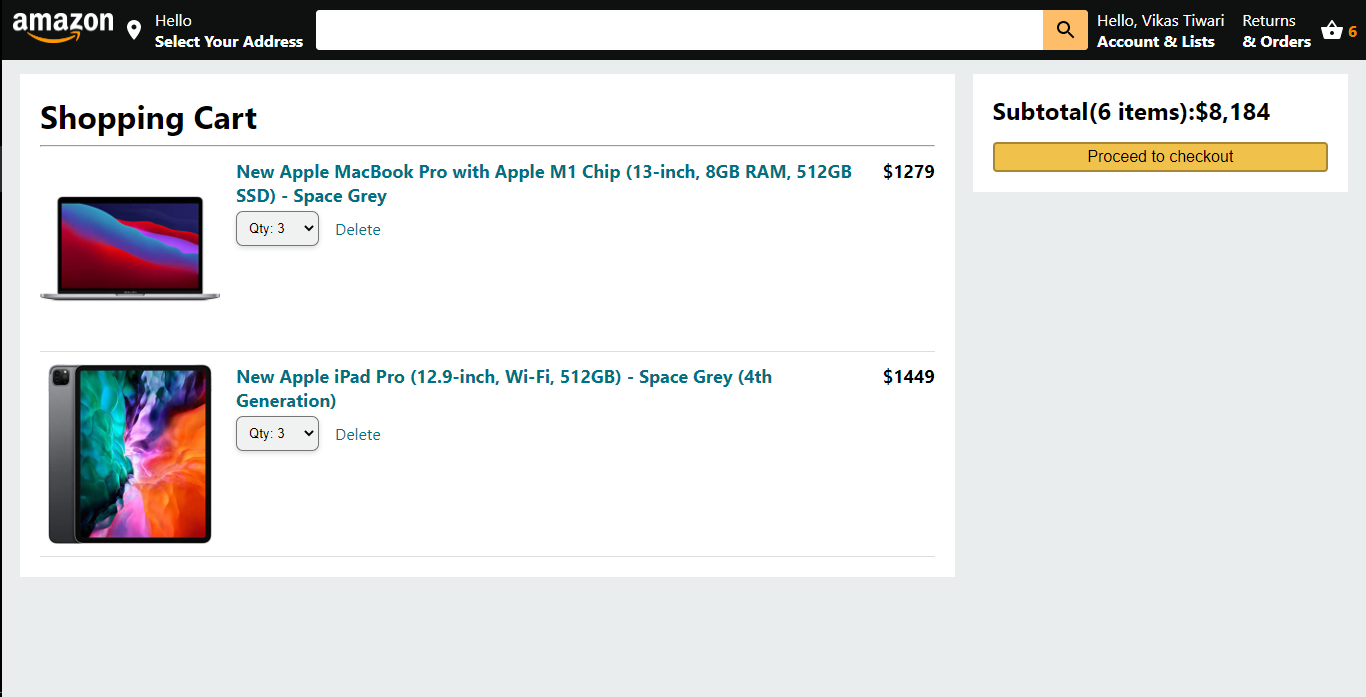 amazon
Hello
Select Your Address
Hello, Vikas Tiwari
Account & Lists
Returns
& Orders
6
Shopping Cart
New Apple MacBook Pro with Apple M1 Chip (13-inch, 8GB RAM, 512GB
SSD) - Space Grey
$1279
Qty: 3
Delete
New Apple iPad Pro (12.9-inch, Wi-Fi, 512GB) - Space Grey (4th
Generation)
$1449
Qty: 3
Delete
Subtotal(6 items):$8,184
Proceed to checkout